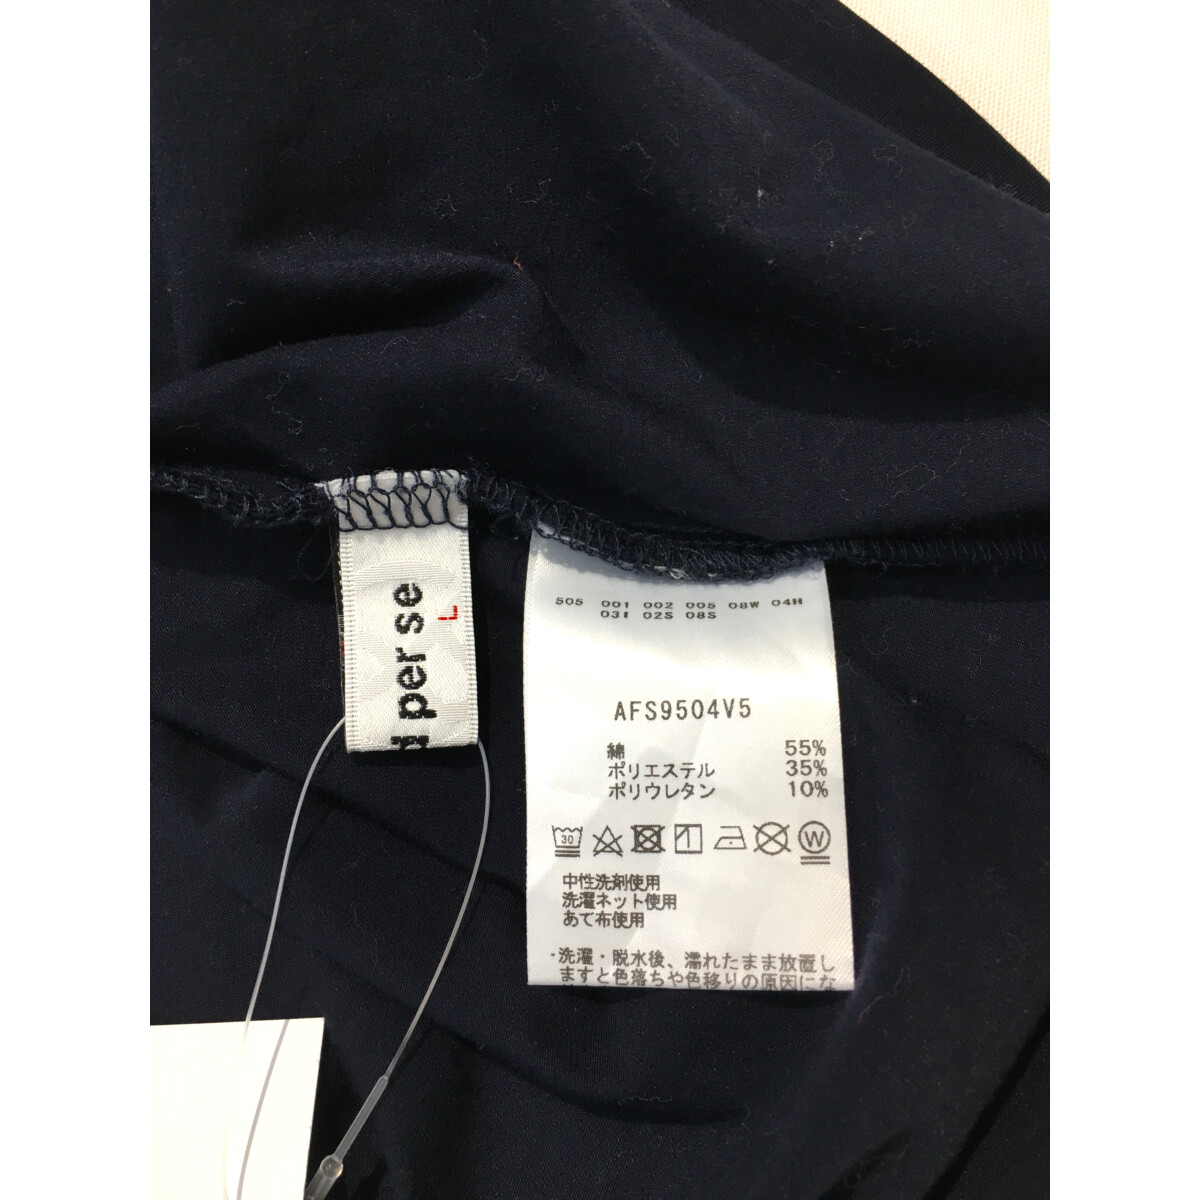 per se
L
505 001 002 005 08W 04H
031 02S 08S
AFS9504V5
綿 55%
ポリエステル 35%
ポリウレタン 10%
30
W
中性洗剤使用
洗濯ネット使用
あて布使用
・洗濯・脱水後、濡れたまま放置し
ますと色落ちや色移りの原因にな